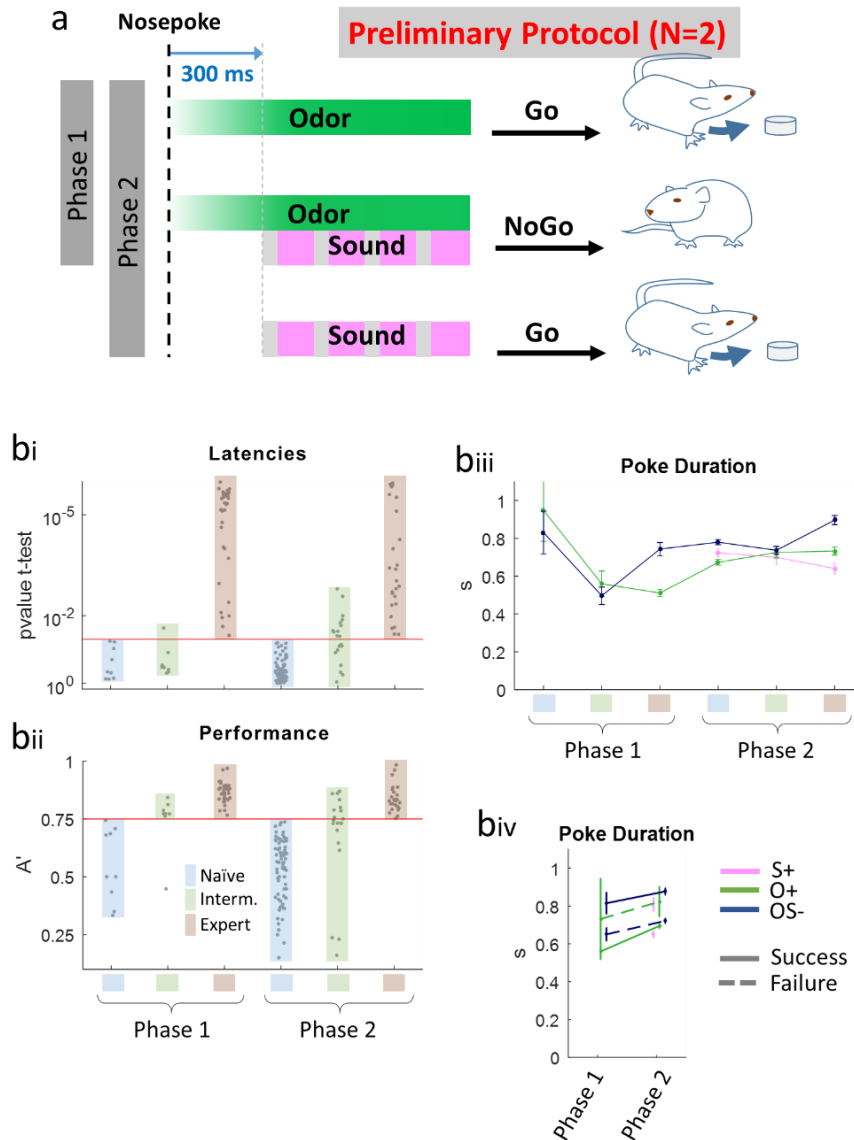 a
Nosepoke
Preliminary Protocol (N=2)
300 ms
Phase 1
Phase 2
Odor
Go
Odor
Sound
NoGo
Sound
Go
bi
Latencies
pvalue t-test
10⁻⁵
10⁻²
10⁰
bii
Performance
A'
1
0.75
0.5
0.25
Naïve
Interm.
Expert
Phase 1
Phase 2
biii
Poke Duration
s
1
0.8
0.6
0.4
0.2
0
Phase 1
Phase 2
biv
Poke Duration
s
1
0.8
0.6
0.4
0.2
0
Phase 1
Phase 2
S+
O+
OS-
Success
Failure